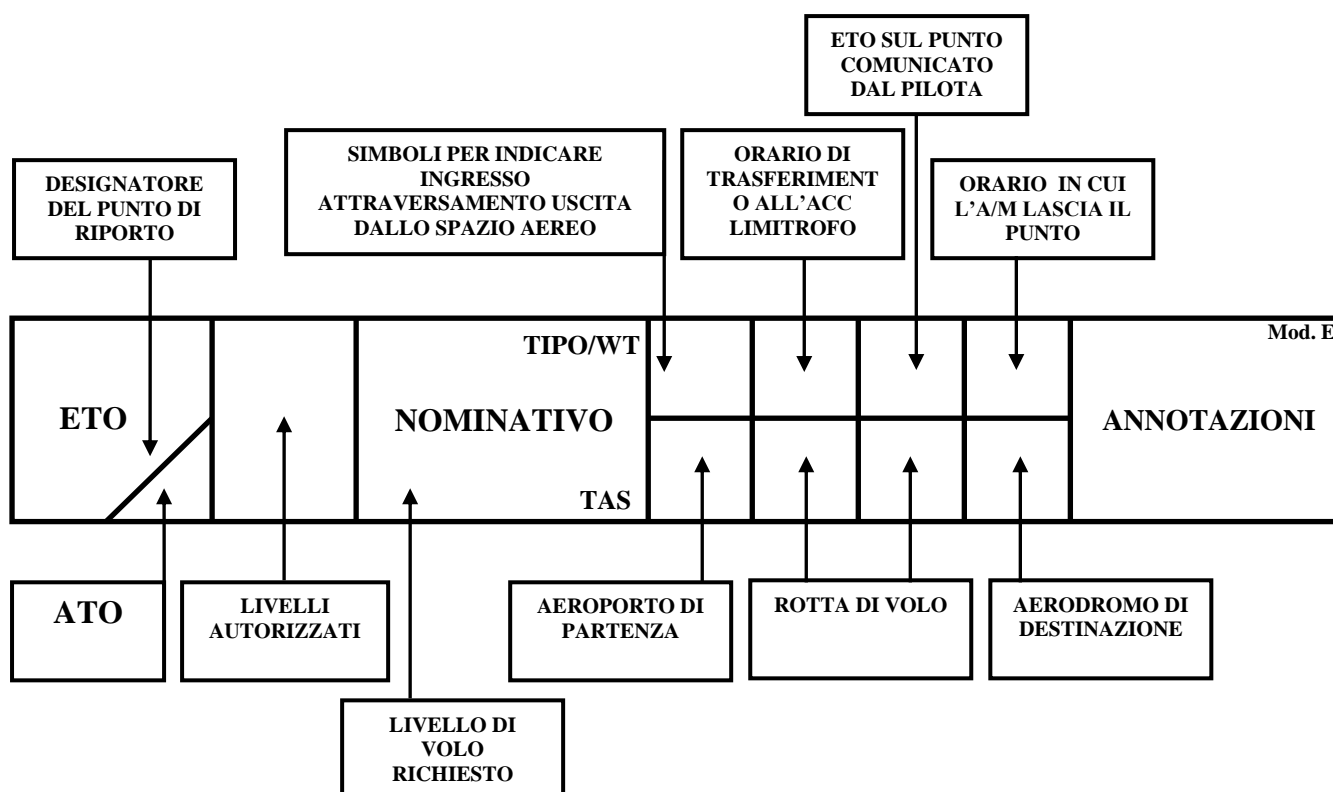 ETO SUL PUNTO
COMUNICATO
DAL PILOTA
SIMBOLI PER INDICARE
INGRESSO
ATTRAVERSAMENTO USCITA
DALLO SPAZIO AEREO
ORARIO DI
TRASFERIMENT
O ALL’ACC
LIMITROFO
DESIGNATORE
DEL PUNTO DI
RIPORTO
ORARIO IN CUI
L’A/M LASCIA IL
PUNTO
ETO
TIPO/WT
NOMINATIVO
TAS
Mod. E
ANNOTAZIONI
ATO
LIVELLI
AUTORIZZATI
AEROPORTO DI
PARTENZA
ROTTA DI VOLO
AERODROMO DI
DESTINAZIONE
LIVELLO DI
VOLO
RICHIESTO